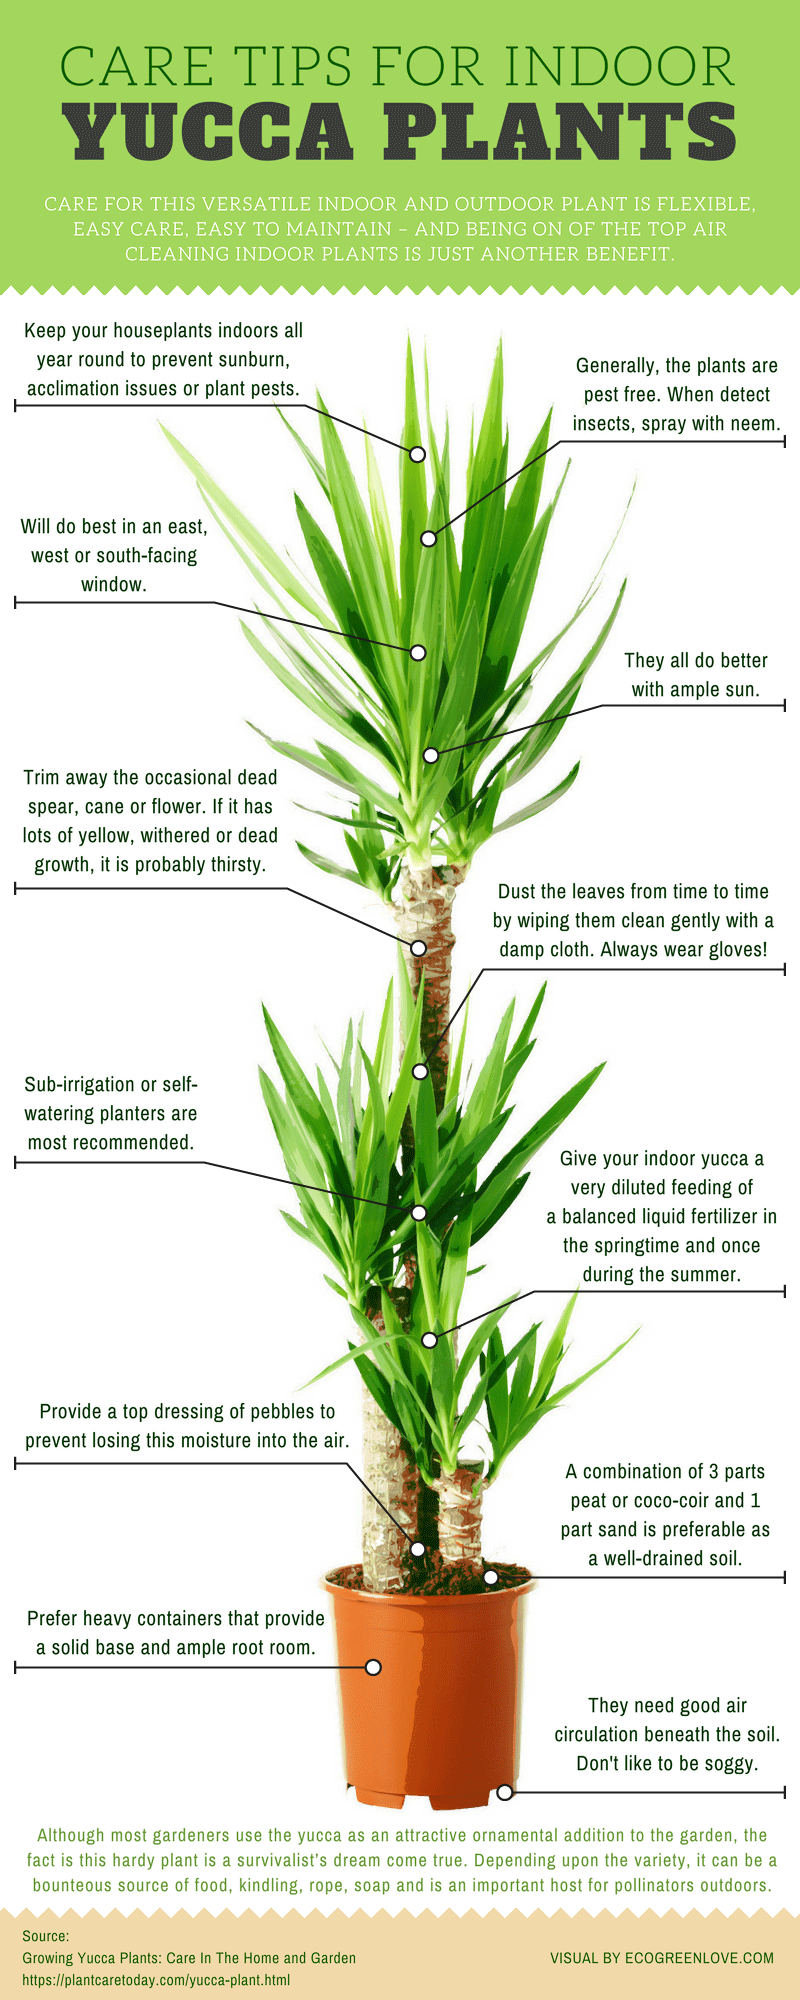 CARE TIPS FOR INDOOR
YUCCA PLANTS
CARE FOR THIS VERSATILE INDOOR AND OUTDOOR PLANT IS FLEXIBLE,
EASY CARE, EASY TO MAINTAIN – AND BEING ON OF THE TOP AIR
CLEANING INDOOR PLANTS IS JUST ANOTHER BENEFIT.
Keep your houseplants indoors all
year round to prevent sunburn,
acclimation issues or plant pests.
Generally, the plants are
pest free. When detect
insects, spray with neem.
Will do best in an east,
west or south-facing
window.
They all do better
with ample sun.
Trim away the occasional dead
spear, cane or flower. If it has
lots of yellow, withered or dead
growth, it is probably thirsty.
Dust the leaves from time to time
by wiping them clean gently with a
damp cloth. Always wear gloves!
Sub-irrigation or self-
watering planters are
most recommended.
Give your indoor yucca a
very diluted feeding of
a balanced liquid fertilizer in
the springtime and once
during the summer.
Provide a top dressing of pebbles to
prevent losing this moisture into the air.
A combination of 3 parts
peat or coco-coir and 1
part sand is preferable as
a well-drained soil.
Prefer heavy containers that provide
a solid base and ample root room.
They need good air
circulation beneath the soil.
Don't like to be soggy.
Although most gardeners use the yucca as an attractive ornamental addition to the garden, the
fact is this hardy plant is a survivalist's dream come true. Depending upon the variety, it can be a
bounteous source of food, kindling, rope, soap and is an important host for pollinators outdoors.
Source:
Growing Yucca Plants: Care In The Home and Garden
https://plantcaretoday.com/yucca-plant.html
VISUAL BY ECOGREENLOVE.COM